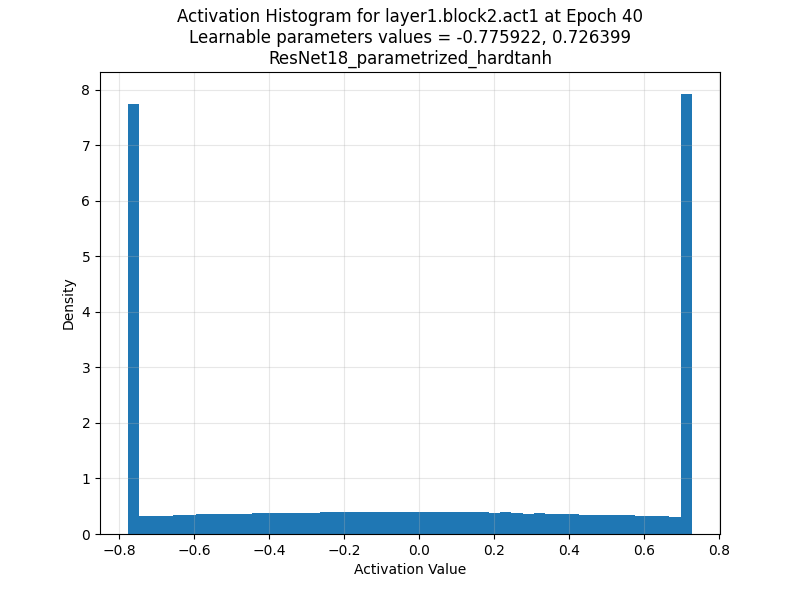 Activation Histogram for layer1.block2.act1 at Epoch 40
Learnable parameters values = -0.775922, 0.726399
ResNet18_parametrized_hardtanh
8
7
6
5
4
3
2
1
0
Density
−0.8 −0.6 −0.4 −0.2 0.0 0.2 0.4 0.6 0.8
Activation Value